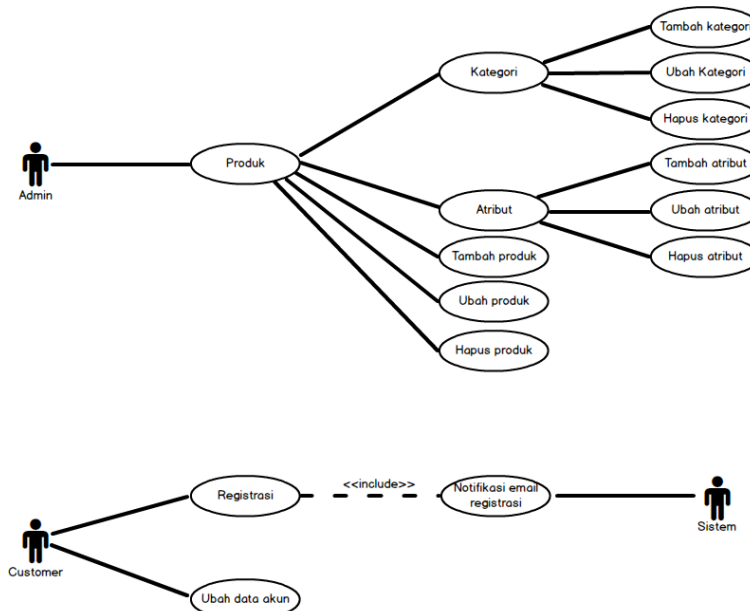 Tambah kategori
Kategori
Ubah Kategori
Hapus kategori
Produk
Tambah atribut
Admin
Atribut
Ubah atribut
Tambah produk
Hapus atribut
Ubah produk
Hapus produk
<<include>>
Registrasi
Notifikasi email
registrasi
Sistem
Customer
Ubah data akun